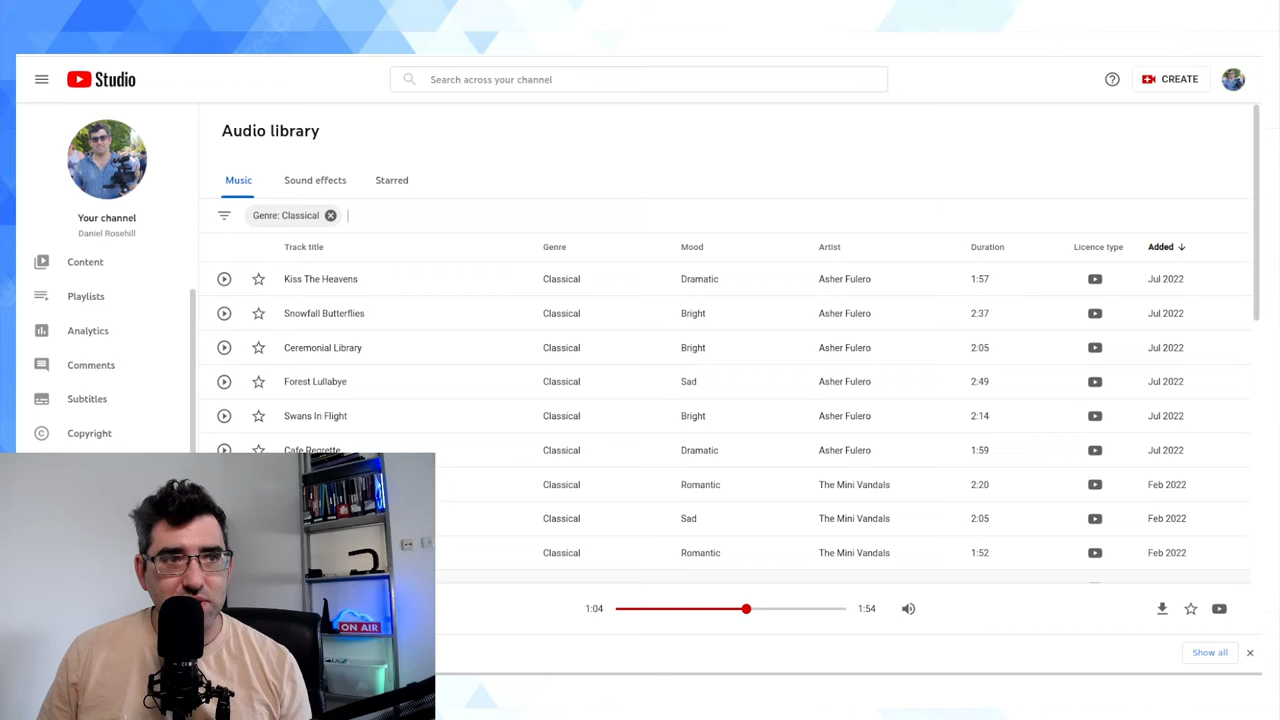 Studio
Search across your channel
CREATE
Your channel
Daniel Rosehill
Content
Playlists
Analytics
Comments
Subtitles
Copyright
Audio library
Music Sound effects Starred
Genre: Classical
Track title Genre Mood Artist Duration Licence type Added
Kiss The Heavens Classical Dramatic Asher Fulero 1:57 Jul 2022
Snowfall Butterflies Classical Bright Asher Fulero 2:37 Jul 2022
Ceremonial Library Classical Bright Asher Fulero 2:05 Jul 2022
Forest Lullabye Classical Sad Asher Fulero 2:49 Jul 2022
Swans In Flight Classical Bright Asher Fulero 2:14 Jul 2022
Cafe Regrette Classical Dramatic Asher Fulero 1:59 Jul 2022
Classical Romantic The Mini Vandals 2:20 Feb 2022
Classical Sad The Mini Vandals 2:05 Feb 2022
Classical Romantic The Mini Vandals 1:52 Feb 2022
1:04 1:54
Show all
ON AIR